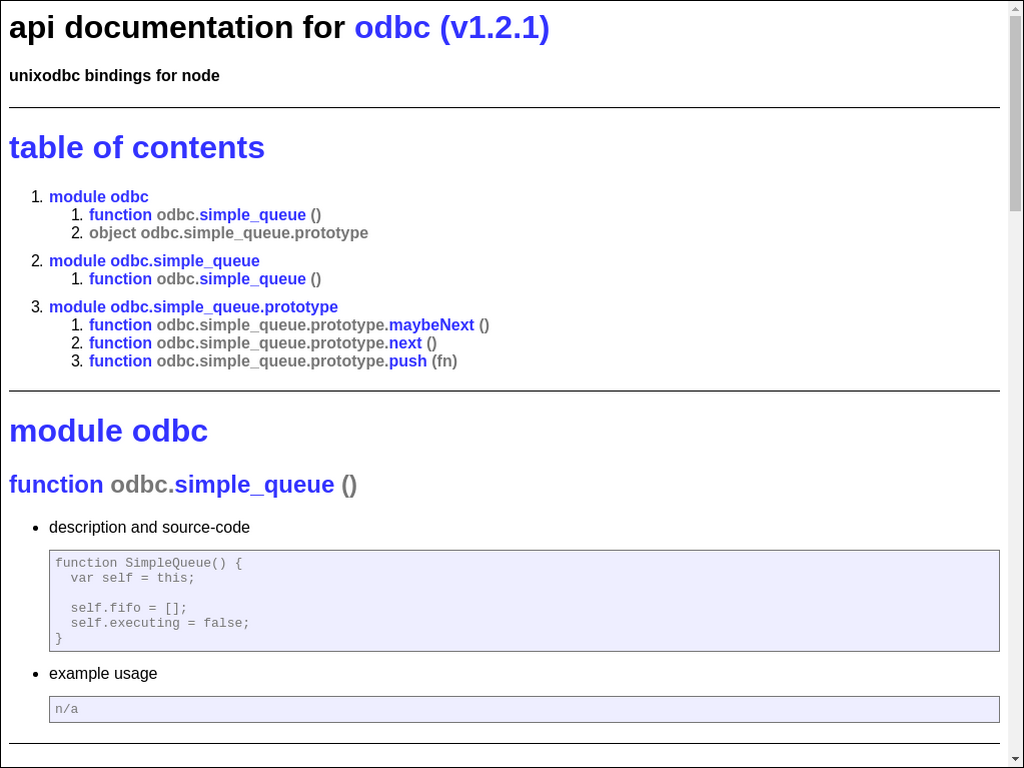 api documentation for odbc (v1.2.1)
unixodbc bindings for node
table of contents
1. module odbc
1. function odbc.simple_queue ()
2. object odbc.simple_queue.prototype
2. module odbc.simple_queue
1. function odbc.simple_queue ()
3. module odbc.simple_queue.prototype
1. function odbc.simple_queue.prototype.maybeNext ()
2. function odbc.simple_queue.prototype.next ()
3. function odbc.simple_queue.prototype.push (fn)
module odbc
function odbc.simple_queue ()
• description and source-code
function SimpleQueue() {
  var self = this;
  self.fifo = [];
  self.executing = false;
}
• example usage
n/a